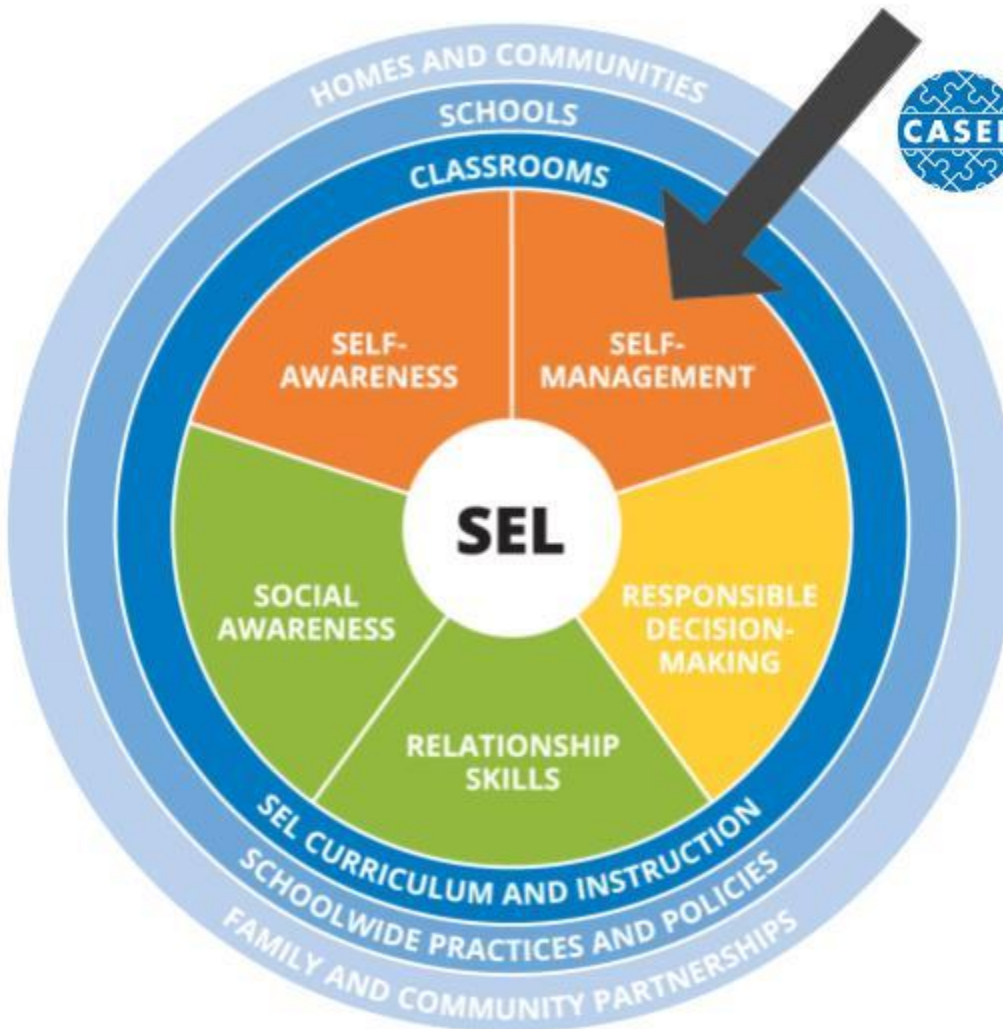 HOMES AND COMMUNITIES
SCHOOLS
CLASSROOMS
SELF-
AWARENESS
SELF-
MANAGEMENT
SEL
SOCIAL
AWARENESS
RESPONSIBLE
DECISION-
MAKING
RELATIONSHIP
SKILLS
SEL CURRICULUM AND INSTRUCTION
SCHOOLWIDE PRACTICES AND POLICIES
FAMILY AND COMMUNITY PARTNERSHIPS